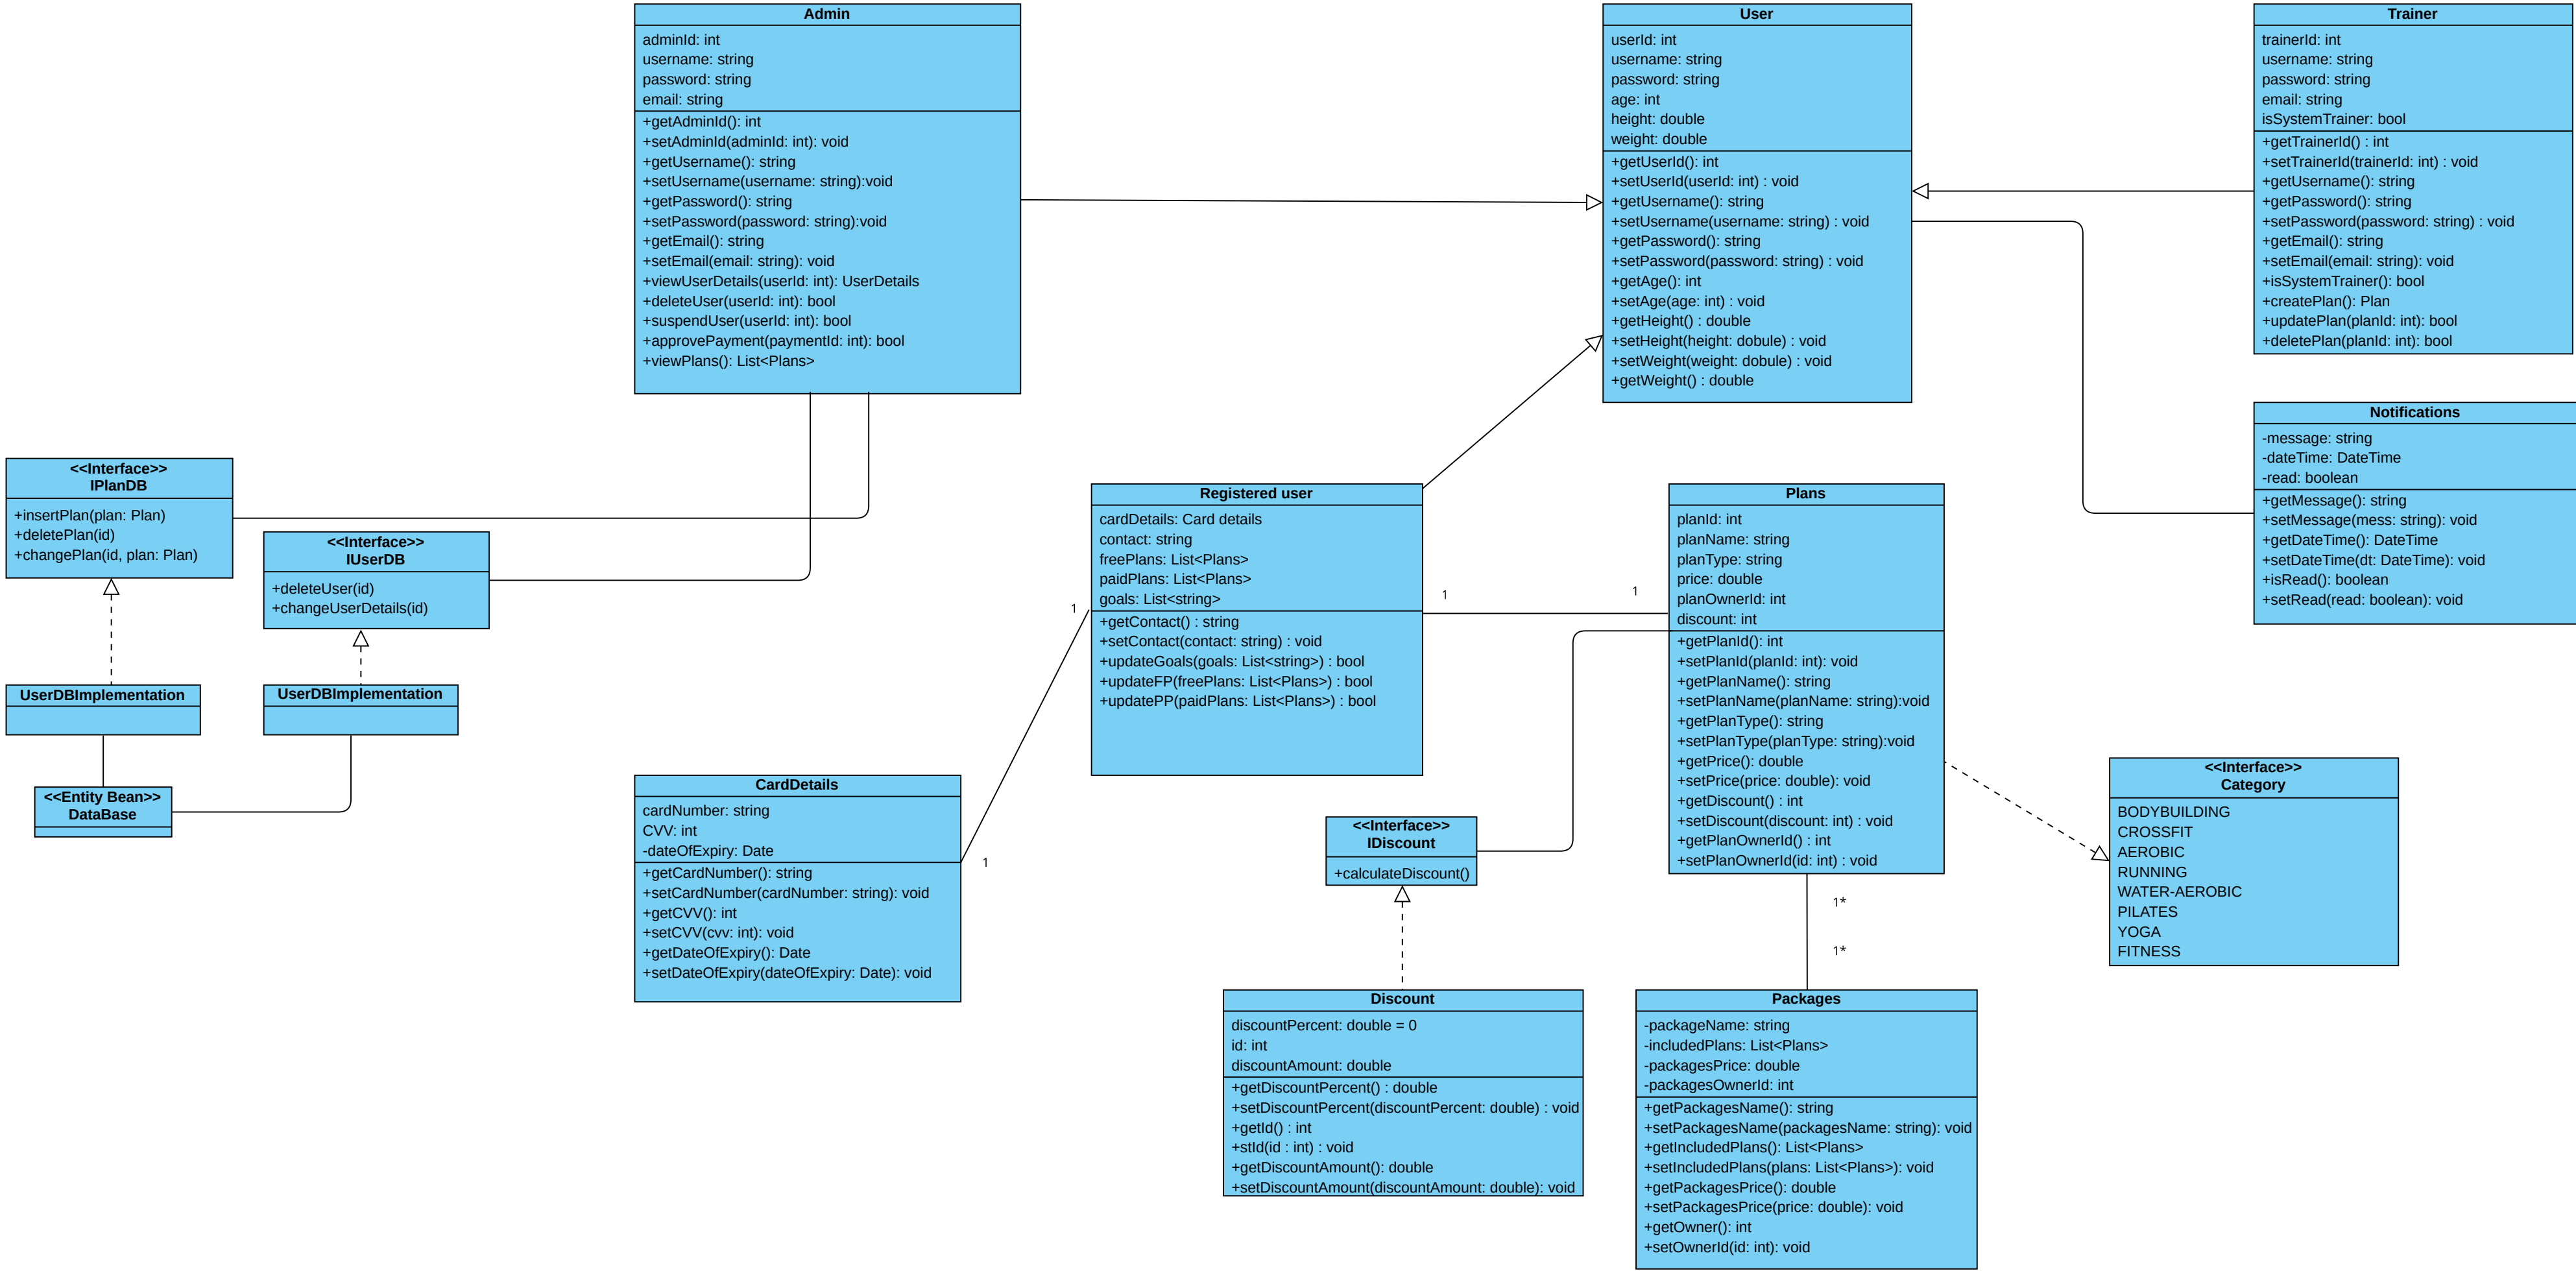 Admin
adminId: int
username: string
password: string
email: string
+getAdminId(): int
+setAdminId(adminId: int): void
+getUsername(): string
+setUsername(username: string):void
+getPassword(): string
+setPassword(password: string):void
+getEmail(): string
+setEmail(email: string): void
+viewUserDetails(userId: int): UserDetails
+deleteUser(userId: int): bool
+suspendUser(userId: int): bool
+approvePayment(paymentId: int): bool
+viewPlans(): List<Plans>
User
userId: int
username: string
password: string
age: int
height: double
weight: double
+getUserId(): int
+setUserId(userId: int) : void
+getUsername(): string
+setUsername(username: string) : void
+getPassword(): string
+setPassword(password: string) : void
+getAge(): int
+setAge(age: int) : void
+getHeight() : double
+setHeight(height: dobule) : void
+setWeight(weight: dobule) : void
+getWeight() : double
Trainer
trainerId: int
username: string
password: string
email: string
isSystemTrainer: bool
+getTrainerId() : int
+setTrainerId(trainerId: int) : void
+getUsername(): string
+getPassword(): string
+setPassword(password: string) : void
+getEmail(): string
+setEmail(email: string): void
+isSystemTrainer(): bool
+createPlan(): Plan
+updatePlan(planId: int): bool
+deletePlan(planId: int): bool
Notifications
-message: string
-dateTime: DateTime
-read: boolean
+getMessage(): string
+setMessage(mess: string): void
+getDateTime(): DateTime
+setDateTime(dt: DateTime): void
+isRead(): boolean
+setRead(read: boolean): void
<<Interface>>
IPlanDB
+insertPlan(plan: Plan)
+deletePlan(id)
+changePlan(id, plan: Plan)
<<Interface>>
IUserDB
+deleteUser(id)
+changeUserDetails(id)
UserDBImplementation
UserDBImplementation
<<Entity Bean>>
DataBase
Registered user
cardDetails: Card details
contact: string
freePlans: List<Plans>
paidPlans: List<Plans>
goals: List<string>
+getContact() : string
+setContact(contact: string) : void
+updateGoals(goals: List<string>) : bool
+updateFP(freePlans: List<Plans>) : bool
+updatePP(paidPlans: List<Plans>) : bool
1
1
1
1
Plans
planId: int
planName: string
planType: string
price: double
planOwnerId: int
discount: int
+getPlanId(): int
+setPlanId(planId: int): void
+getPlanName(): string
+setPlanName(planName: string):void
+getPlanType(): string
+setPlanType(planType: string):void
+getPrice(): double
+setPrice(price: double): void
+getDiscount() : int
+setDiscount(discount: int) : void
+getPlanOwnerId() : int
+setPlanOwnerId(id: int) : void
CardDetails
cardNumber: string
CVV: int
-dateOfExpiry: Date
+getCardNumber(): string
+setCardNumber(cardNumber: string): void
+getCVV(): int
+setCVV(cvv: int): void
+getDateOfExpiry(): Date
+setDateOfExpiry(dateOfExpiry: Date): void
<<Interface>>
IDiscount
+calculateDiscount()
<<Interface>>
Category
BODYBUILDING
CROSSFIT
AEROBIC
RUNNING
WATER-AEROBIC
PILATES
YOGA
FITNESS
1*
1*
Discount
discountPercent: double = 0
id: int
discountAmount: double
+getDiscountPercent() : double
+setDiscountPercent(discountPercent: double) : void
+getId() : int
+stId(id : int) : void
+getDiscountAmount(): double
+setDiscountAmount(discountAmount: double): void
Packages
-packageName: string
-includedPlans: List<Plans>
-packagesPrice: double
-packagesOwnerId: int
+getPackagesName(): string
+setPackagesName(packagesName: string): void
+getIncludedPlans(): List<Plans>
+setIncludedPlans(plans: List<Plans>): void
+getPackagesPrice(): double
+setPackagesPrice(price: double): void
+getOwner(): int
+setOwnerId(id: int): void